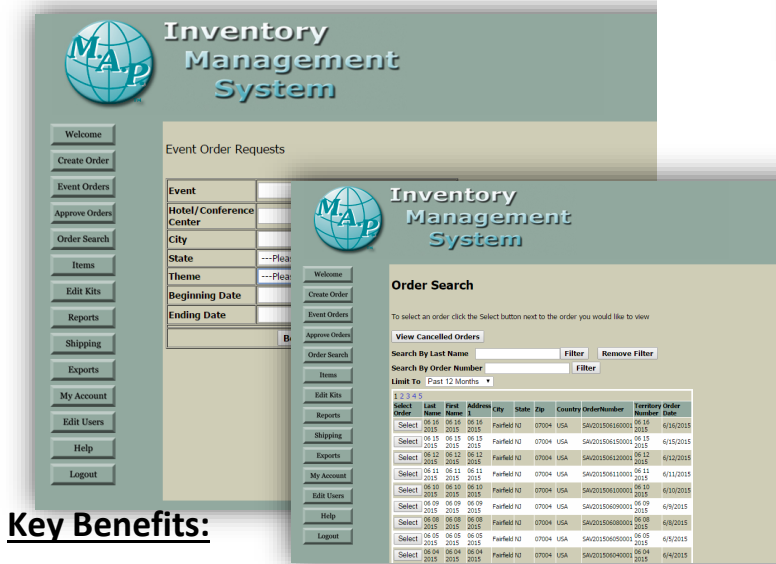 M.A.P.
Inventory
Management
System
Welcome
Create Order
Event Orders
Approve Orders
Order Search
Items
Edit Kits
Reports
Shipping
Exports
My Account
Edit Users
Help
Logout
Event Order Requests
Event
Hotel/Conference
Center
City
State ---Pleas
Theme ---Pleas
Beginning Date
Ending Date
M.A.P.
Inventory
Management
System
Welcome
Create Order
Event Orders
Approve Orders
Order Search
Items
Edit Kits
Reports
Shipping
Exports
My Account
Edit Users
Help
Logout
Order Search
To select an order click the Select button next to the order you would like to view
View Cancelled Orders
Search By Last Name Filter Remove Filter
Search By Order Number Filter
Limit To Past 12 Months
1 2 3 4 5
Select Last First Address City State Zip Country OrderNumber Territory Order
Order Name Name 1 Number Date
Select 06 16 2015 06 16 2015 06 16 2015 Fairfield NJ 07004 USA SAV201506160001 06 16 2015 6/16/2015
Select 06 15 2015 06 15 2015 06 15 2015 Fairfield NJ 07004 USA SAV201506150001 06 15 2015 6/15/2015
Select 06 12 2015 06 12 2015 06 12 2015 Fairfield NJ 07004 USA SAV201506120001 06 12 2015 6/12/2015
Select 06 11 2015 06 11 2015 06 11 2015 Fairfield NJ 07004 USA SAV201506110001 06 11 2015 6/11/2015
Select 06 10 2015 06 10 2015 06 10 2015 Fairfield NJ 07004 USA SAV201506100001 06 10 2015 6/10/2015
Select 06 09 2015 06 09 2015 06 09 2015 Fairfield NJ 07004 USA SAV201506090001 06 09 2015 6/9/2015
Select 06 08 2015 06 08 2015 06 08 2015 Fairfield NJ 07004 USA SAV201506080001 06 08 2015 6/8/2015
Select 06 05 2015 06 05 2015 06 05 2015 Fairfield NJ 07004 USA SAV201506050001 06 05 2015 6/5/2015
Select 06 04 2015 06 04 2015 06 04 2015 Fairfield NJ 07004 USA SAV201506040001 06 04 2015 6/4/2015
Key Benefits: